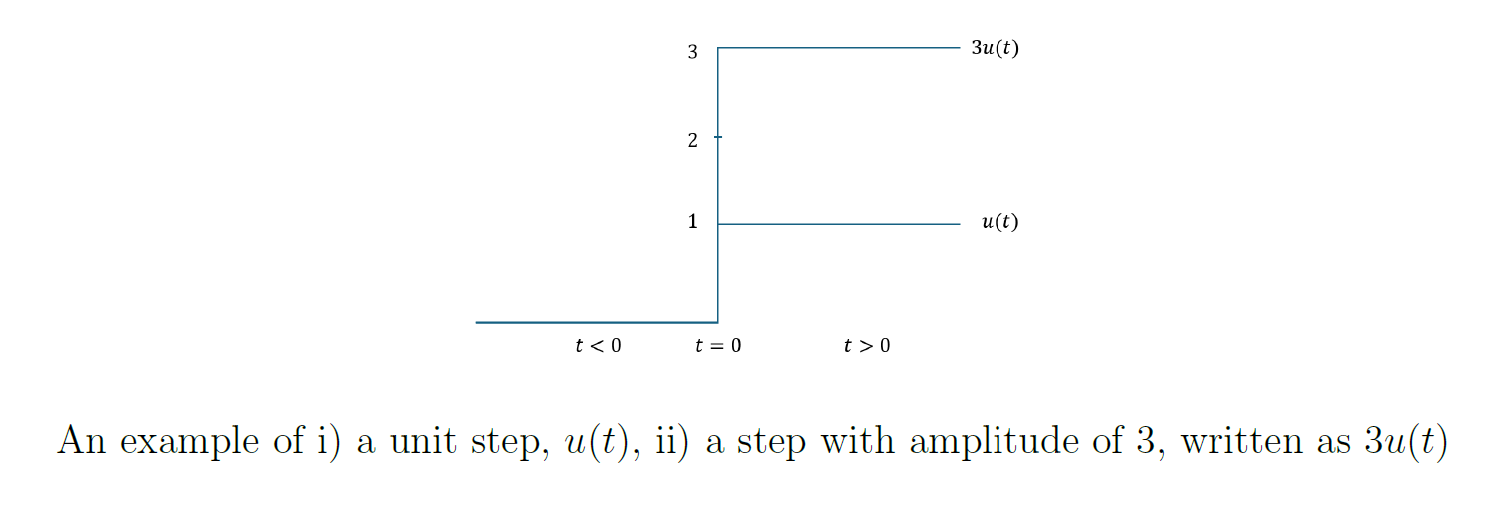 3
3u(t)
2
1
u(t)
t < 0
t = 0
t > 0
An example of i) a unit step, u(t), ii) a step with amplitude of 3, written as 3u(t)